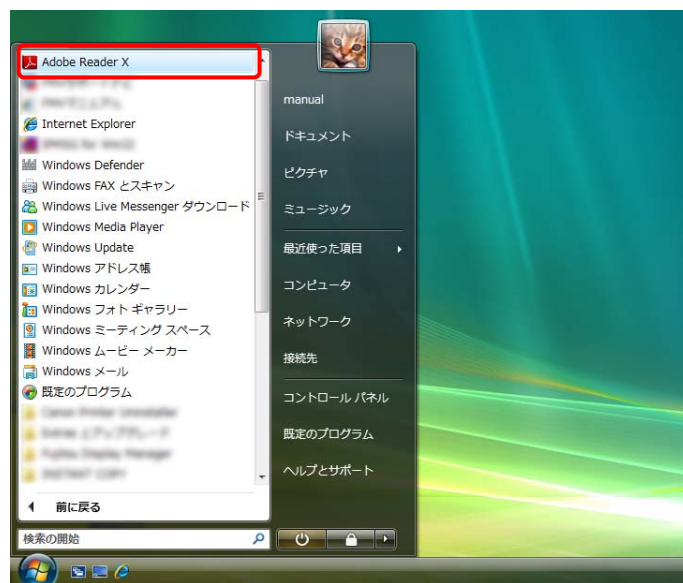 Adobe Reader X
Internet Explorer
Windows Defender
Windows FAX とスキャン
Windows Live Messenger ダウンロード
Windows Media Player
Windows Update
Windows アドレス帳
Windows カレンダー
Windows フォト ギャラリー
Windows ミーティング スペース
Windows ムービー メーカー
Windows メール
既定のプログラム
前に戻る
検索の開始
manual
ドキュメント
ピクチャ
ミュージック
最近使った項目
コンピュータ
ネットワーク
接続先
コントロール パネル
既定のプログラム
ヘルプとサポート